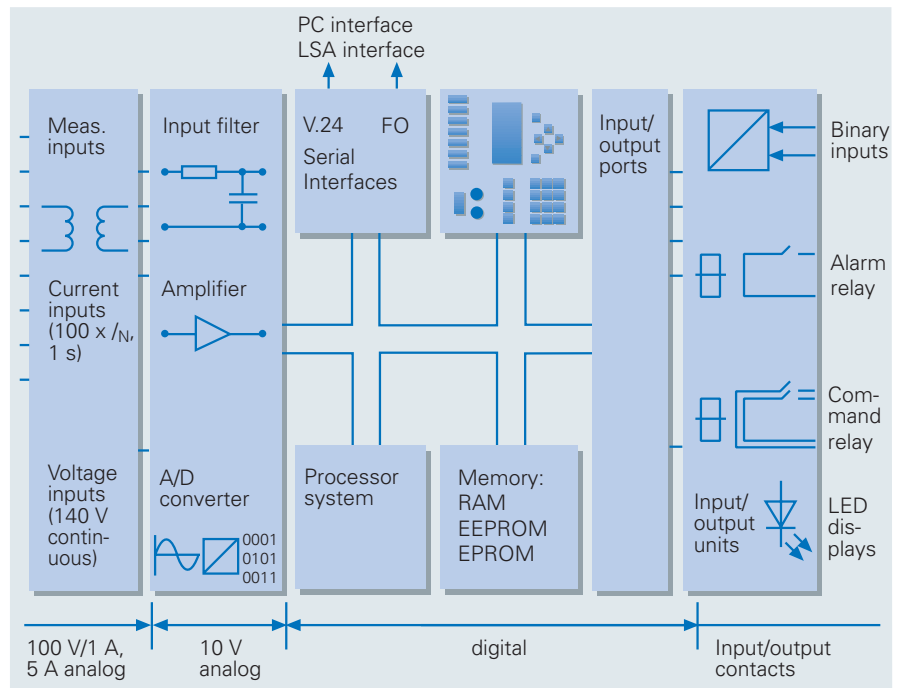 PC interface
LSA interface
Meas.
inputs
Current
inputs
(100 x /N,
1 s)
Voltage
inputs
(140 V
contin-
uous)
Input filter
Amplifier
A/D
converter
0001
0101
0011
V.24 FO
Serial
Interfaces
Processor
system
Memory:
RAM
EEPROM
EPROM
Input/
output
ports
Binary
inputs
Alarm
relay
Com-
mand
relay
Input/
output
units
LED
dis-
plays
100 V/1 A,
5 A analog
10 V
analog
digital
Input/output
contacts